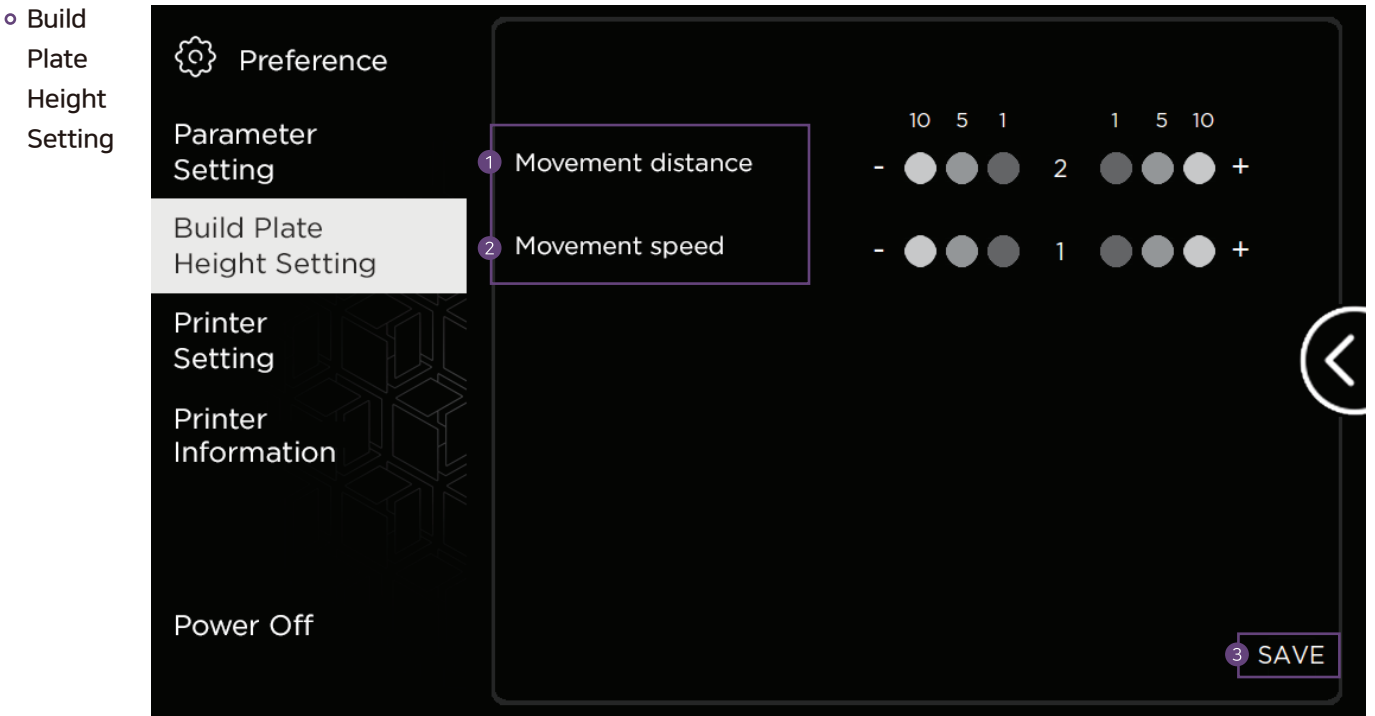 Build
Plate
Height
Setting
Preference
Parameter
Setting
Build Plate
Height Setting
Printer
Setting
Printer
Information
Power Off
10 5 1 1 5 10
1 Movement distance - 2 +
2 Movement speed - 1 +
3 SAVE